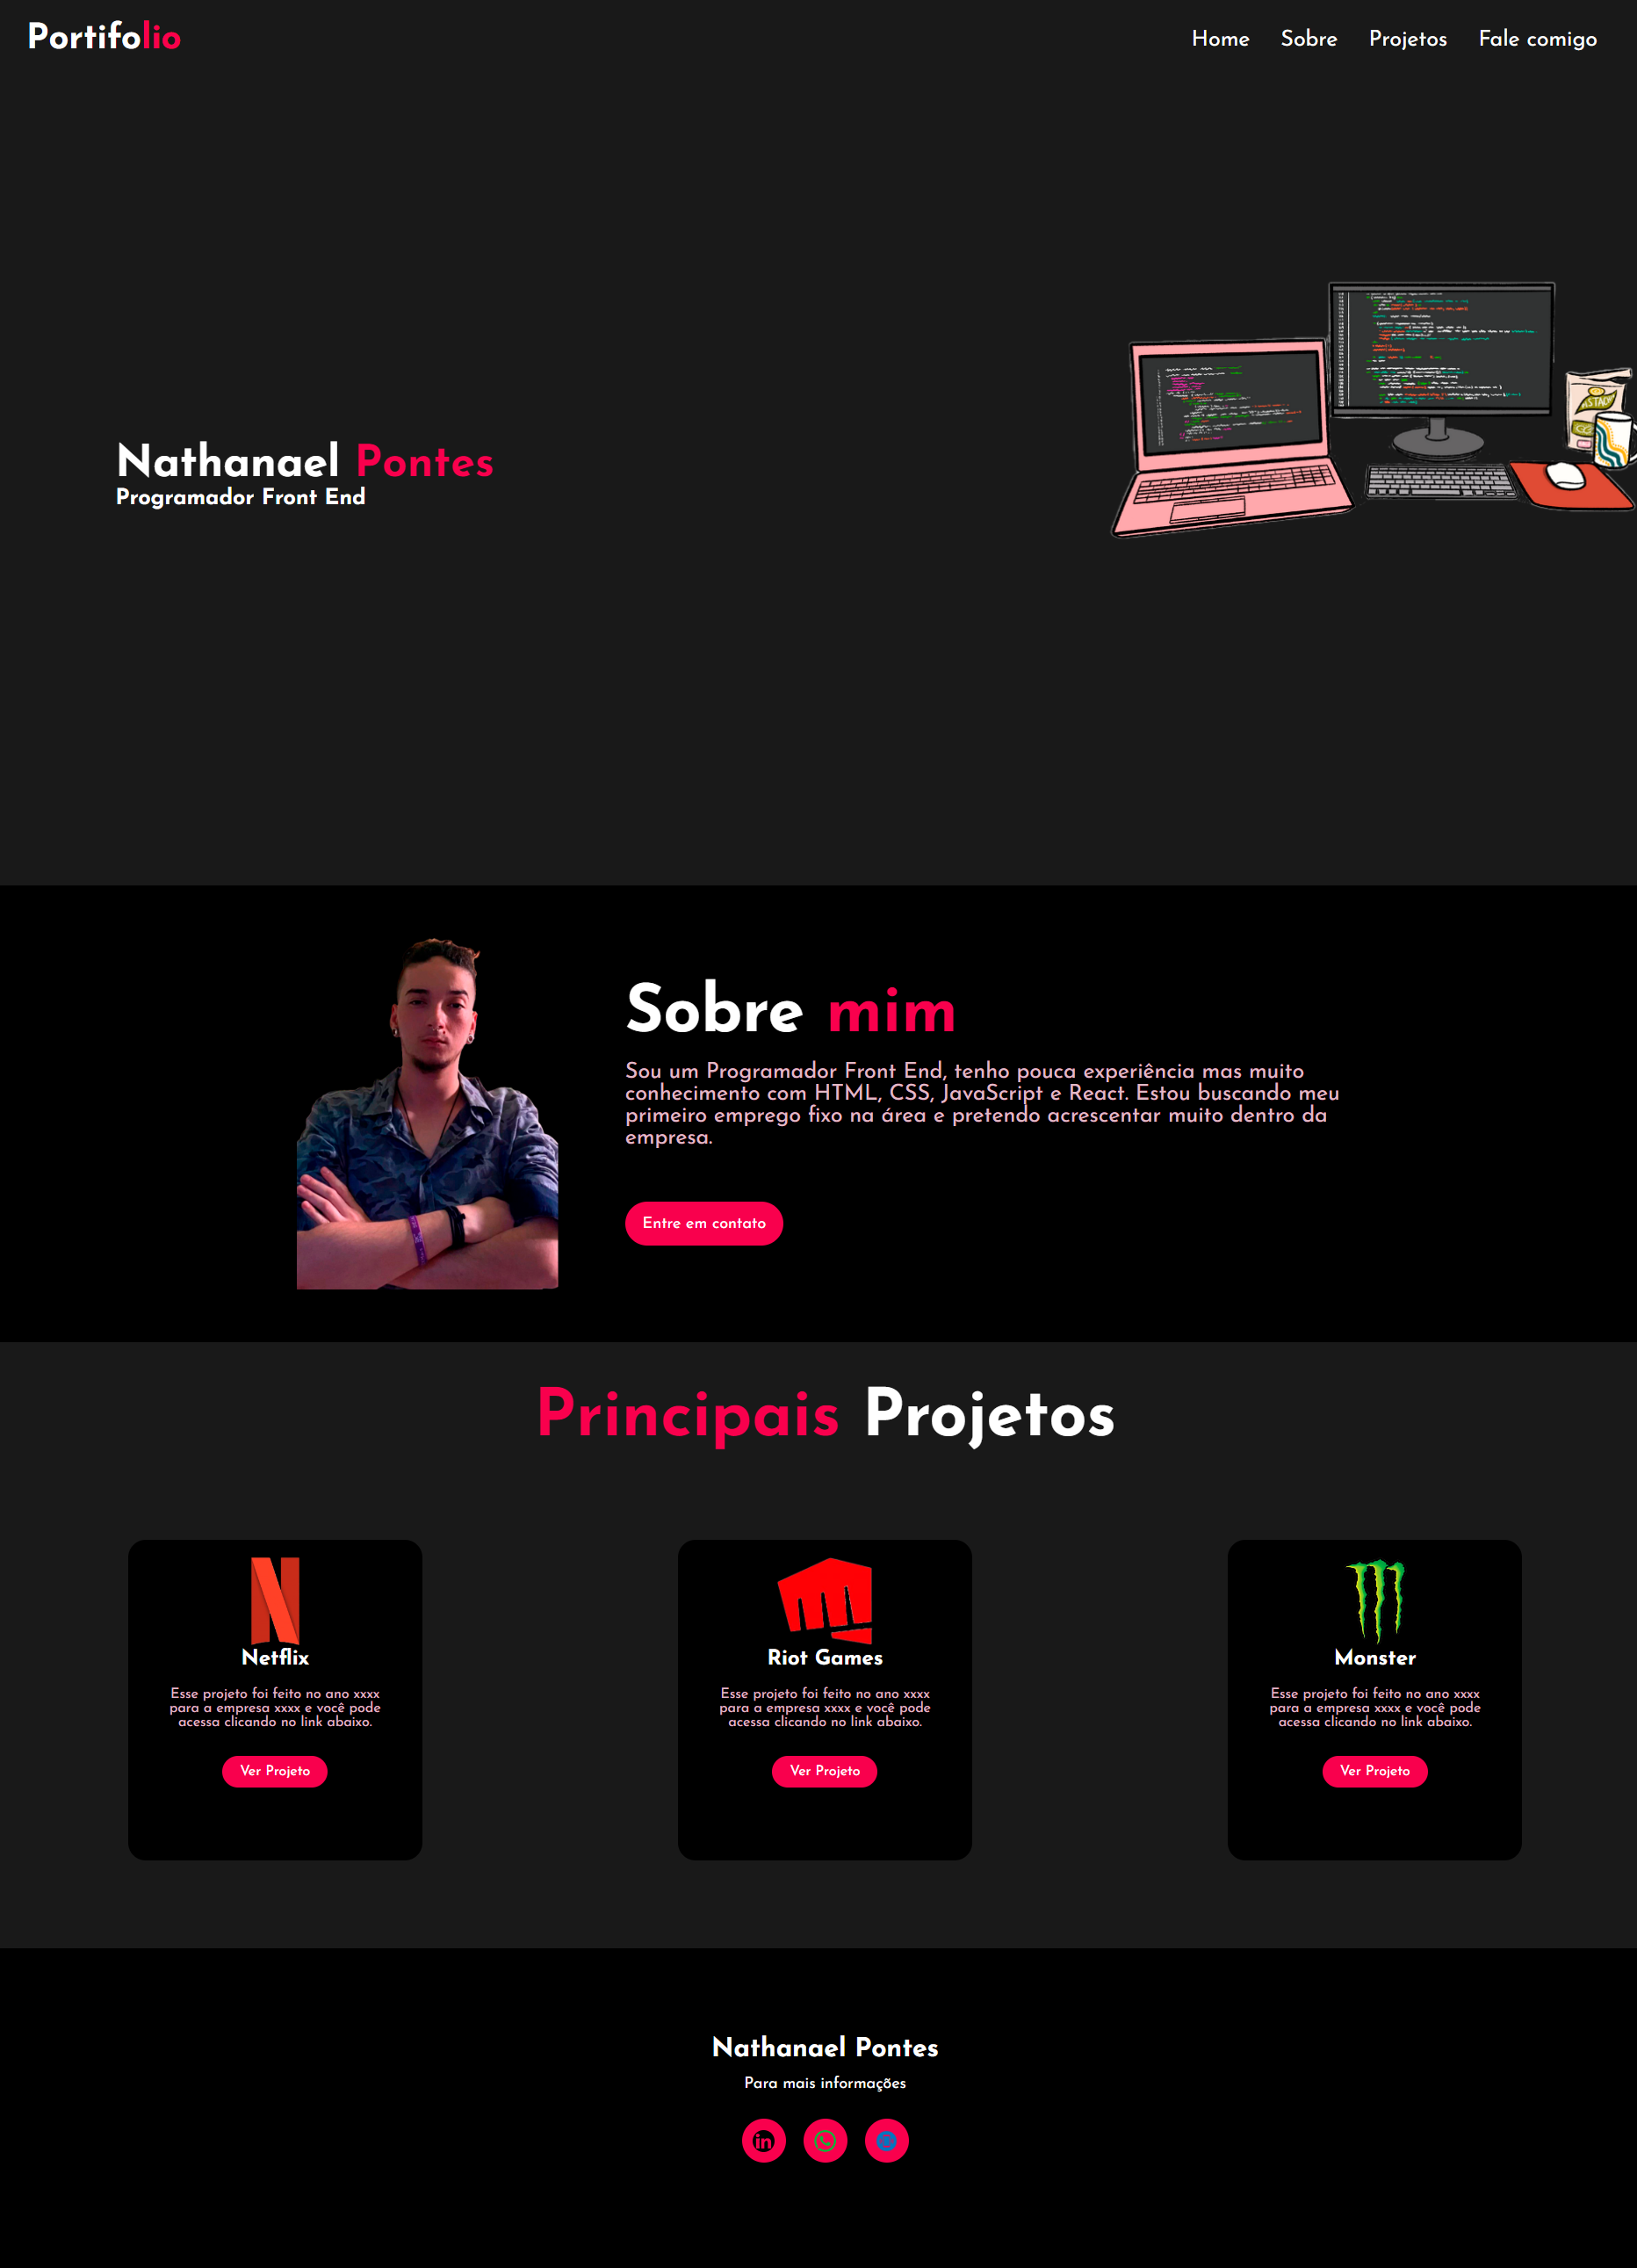 Portifolio
Home Sobre Projetos Fale comigo
Nathanael Pontes
Programador Front End
Sobre mim
Sou um Programador Front End, tenho pouca experiência mas muito
conhecimento com HTML, CSS, JavaScript e React. Estou buscando meu
primeiro emprego fixo na área e pretendo acrescentar muito dentro da
empresa.
Entre em contato
Principais Projetos
Netflix
Esse projeto foi feito no ano xxxx
para a empresa xxxx e você pode
acessa clicando no link abaixo.
Ver Projeto
Riot Games
Esse projeto foi feito no ano xxxx
para a empresa xxxx e você pode
acessa clicando no link abaixo.
Ver Projeto
Monster
Esse projeto foi feito no ano xxxx
para a empresa xxxx e você pode
acessa clicando no link abaixo.
Ver Projeto
Nathanael Pontes
Para mais informações
in